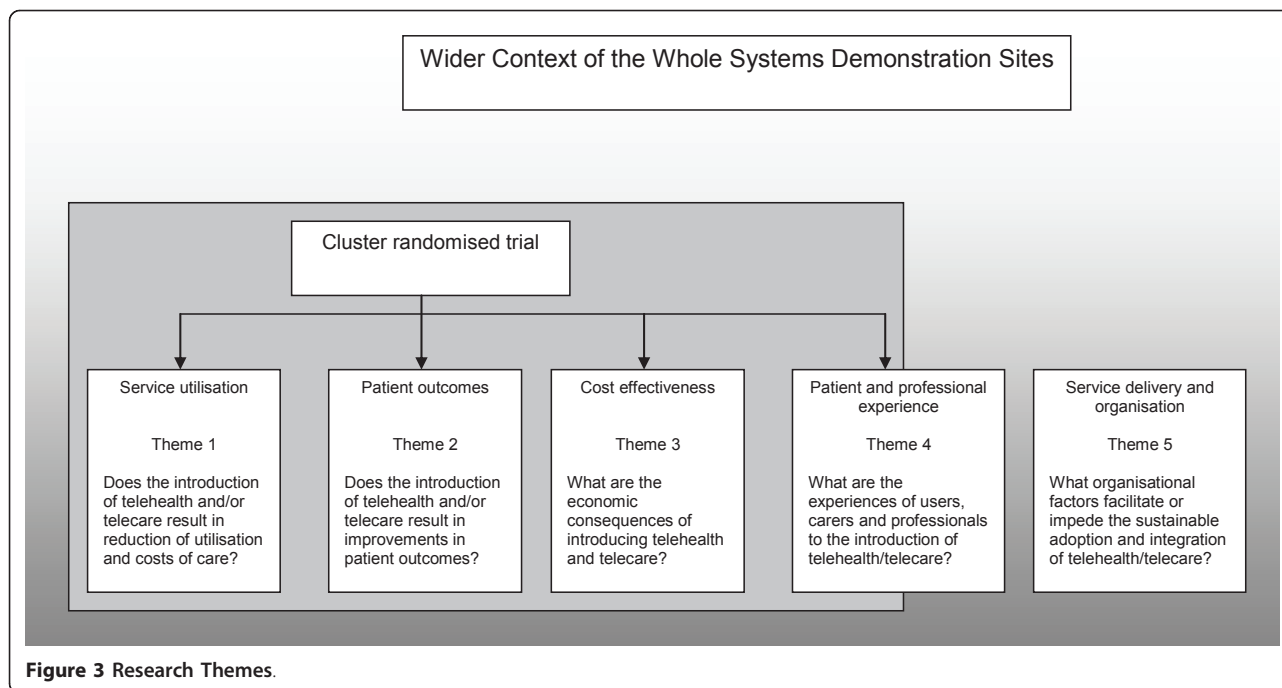 Wider Context of the Whole Systems Demonstration Sites
Cluster randomised trial
Service utilisation
Theme 1
Does the introduction
of telehealth and/or
telecare result in
reduction of utilisation
and costs of care?
Patient outcomes
Theme 2
Does the introduction
of telehealth and/or
telecare result in
improvements in
patient outcomes?
Cost effectiveness
Theme 3
What are the
economic
consequences of
introducing telehealth
and telecare?
Patient and professional
experience
Theme 4
What are the
experiences of users,
carers and professionals
to the introduction of
telehealth/telecare?
Service delivery and
organisation
Theme 5
What organisational
factors facilitate or
impede the sustainable
adoption and integration
of telehealth/telecare?
Figure 3 Research Themes.